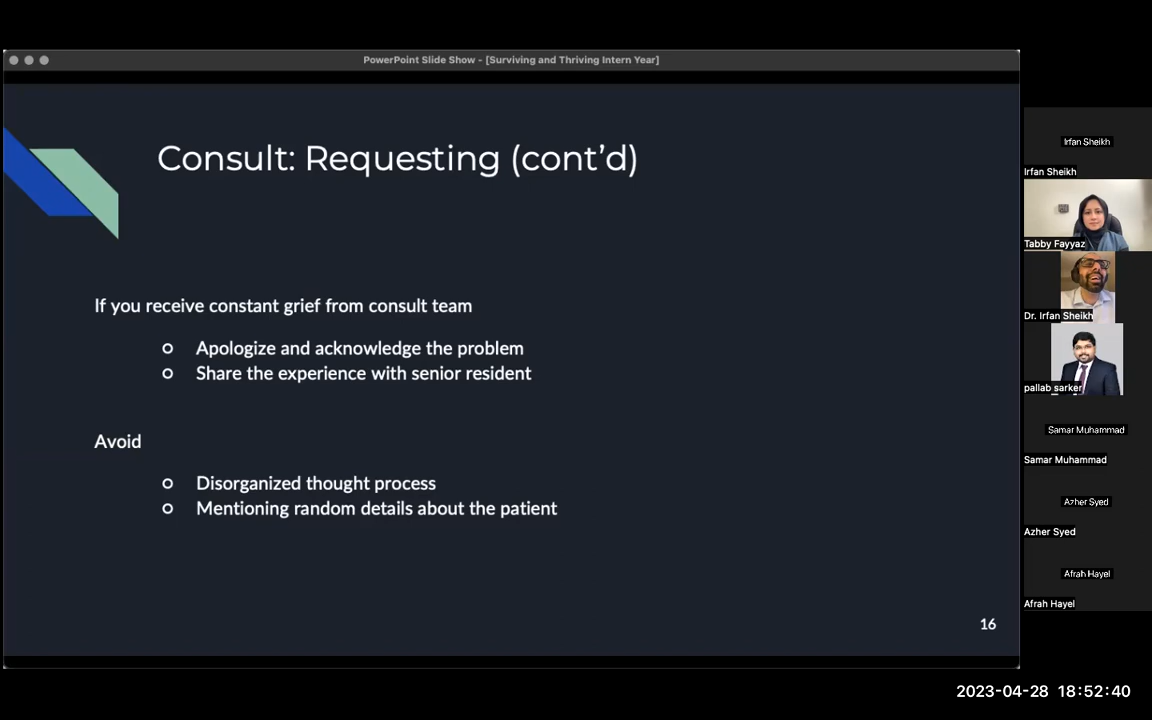 PowerPoint Slide Show - [Surviving and Thriving Intern Year]
Consult: Requesting (cont’d)
If you receive constant grief from consult team
Apologize and acknowledge the problem
Share the experience with senior resident
Avoid
Disorganized thought process
Mentioning random details about the patient
16
Irfan Sheikh
Irfan Sheikh
Tabby Fayyaz
Dr. Irfan Sheikh
pallab sarker
Samar Muhammad
Samar Muhammad
Azher Syed
Azher Syed
Afrah Hayel
Afrah Hayel
2023-04-28 18:52:40